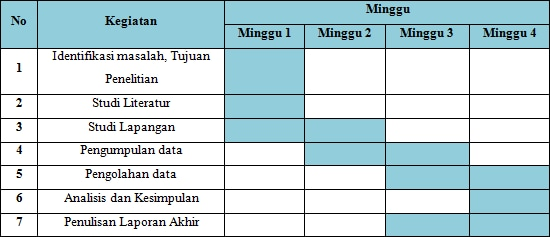 No Kegiatan Minggu
Minggu 1 Minggu 2 Minggu 3 Minggu 4
1 Identifikasi masalah, Tujuan
Penelitian
2 Studi Literatur
3 Studi Lapangan
4 Pengumpulan data
5 Pengolahan data
6 Analisis dan Kesimpulan
7 Penulisan Laporan Akhir